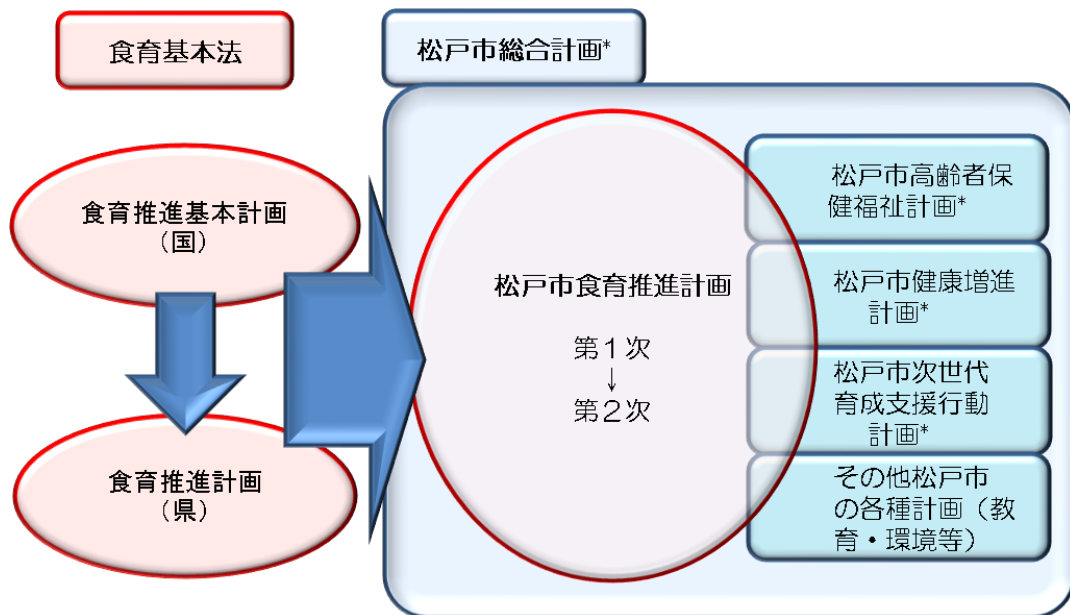 食育基本法
松戸市総合計画*
食育推進基本計画
（国）
食育推進計画
（県）
松戸市食育推進計画
第１次
↓
第２次
松戸市高齢者保
健福祉計画*
松戸市健康増進
計画*
松戸市次世代
育成支援行動
計画*
その他松戸市
の各種計画（教
育・環境等）